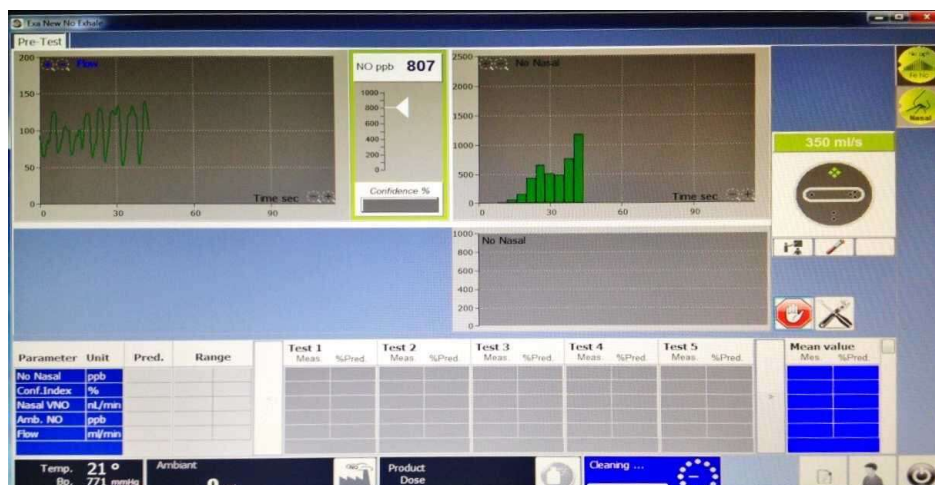 Exa New No Exhale
Pre-Test
200
Flow
150
100
50
0
0 30 60 90
Time sec
NO ppb 807
1000
800
600
400
200
0
Confidence %
2500
No Nasal
2000
1500
1000
500
0
0 30 60 90
Time sec
1000
No Nasal
800
600
400
200
0
350 ml/s
Nasal
Parameter Unit Pred. Range
No Nasal ppb
Conf.Index %
Nasal VNO nL/min
Amb. NO ppb
Flow ml/min
Test 1 Test 2 Test 3 Test 4 Test 5 Mean value
Meas. %Pred. Meas. %Pred. Meas. %Pred. Meas. %Pred. Meas. %Pred. Mes. %Pred.
Temp. 21 °
Bp. 771 mmHg
Ambiant
0
Product
Dose
Cleaning ...